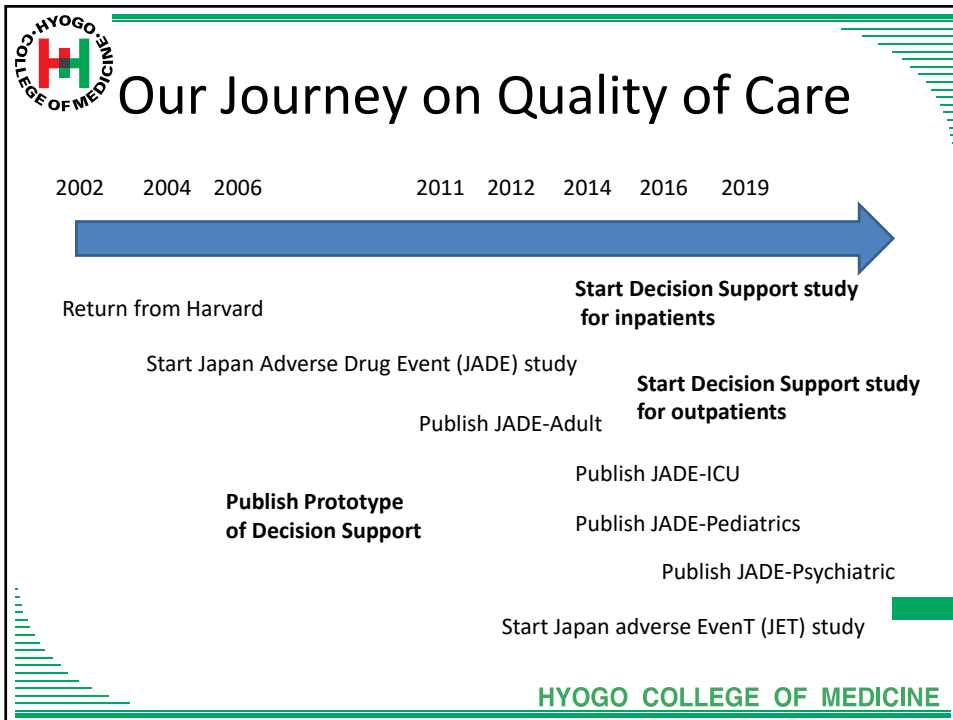 HYOGO
COLLEGE OF MEDICINE
Our Journey on Quality of Care
2002 2004 2006 2011 2012 2014 2016 2019
Return from Harvard
Start Decision Support study
for inpatients
Start Japan Adverse Drug Event (JADE) study
Start Decision Support study
for outpatients
Publish JADE-Adult
Publish JADE-ICU
Publish Prototype
of Decision Support
Publish JADE-Pediatrics
Publish JADE-Psychiatric
Start Japan adverse EvenT (JET) study
HYOGO COLLEGE OF MEDICINE